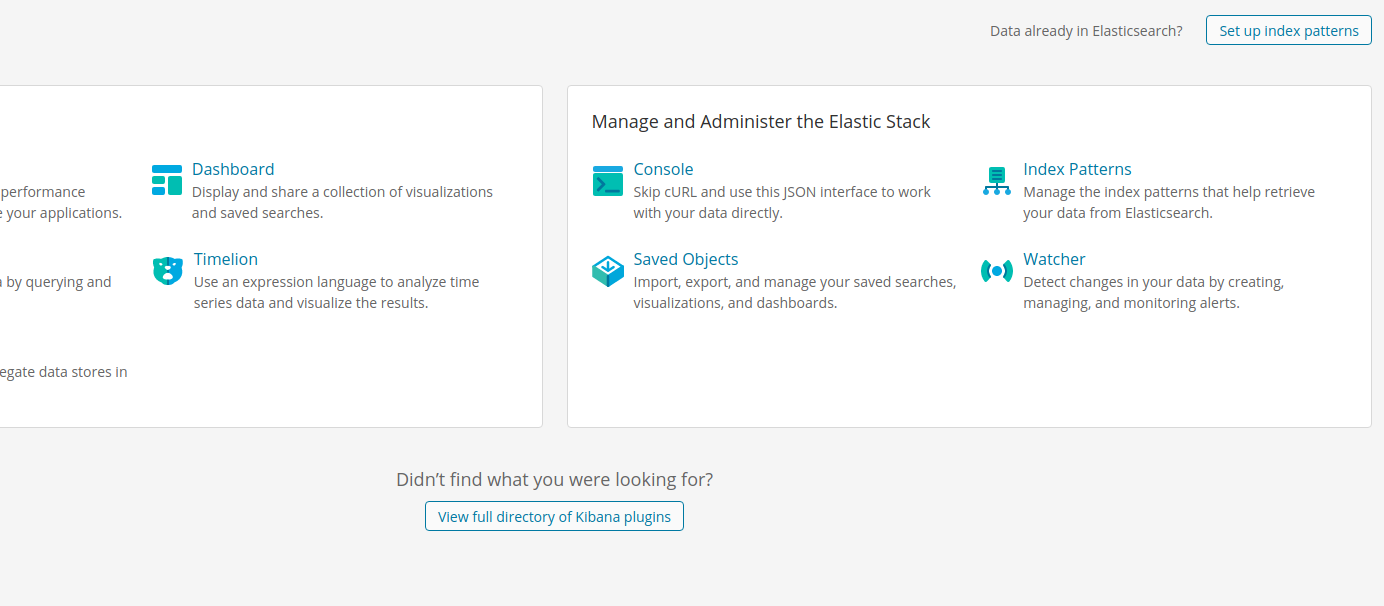 Data already in Elasticsearch?
Set up index patterns
performance
e your applications.
a by querying and
egate data stores in
Dashboard
Display and share a collection of visualizations
and saved searches.
Timelion
Use an expression language to analyze time
series data and visualize the results.
Manage and Administer the Elastic Stack
Console
Skip cURL and use this JSON interface to work
with your data directly.
Index Patterns
Manage the index patterns that help retrieve
your data from Elasticsearch.
Saved Objects
Import, export, and manage your saved searches,
visualizations, and dashboards.
Watcher
Detect changes in your data by creating,
managing, and monitoring alerts.
Didn’t find what you were looking for?
View full directory of Kibana plugins